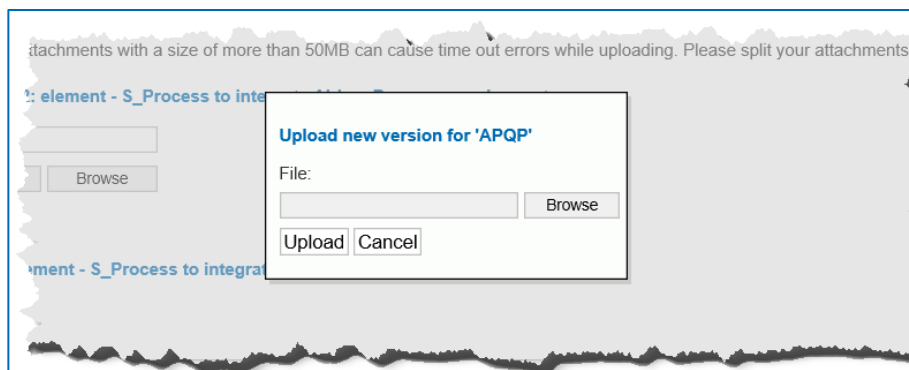 ttachments with a size of more than 50MB can cause time out errors while uploading. Please split your attachments
: element - S_Process to inte
Upload new version for 'APQP'
File:
Browse
Browse
Upload Cancel
ment - S_Process to integrat